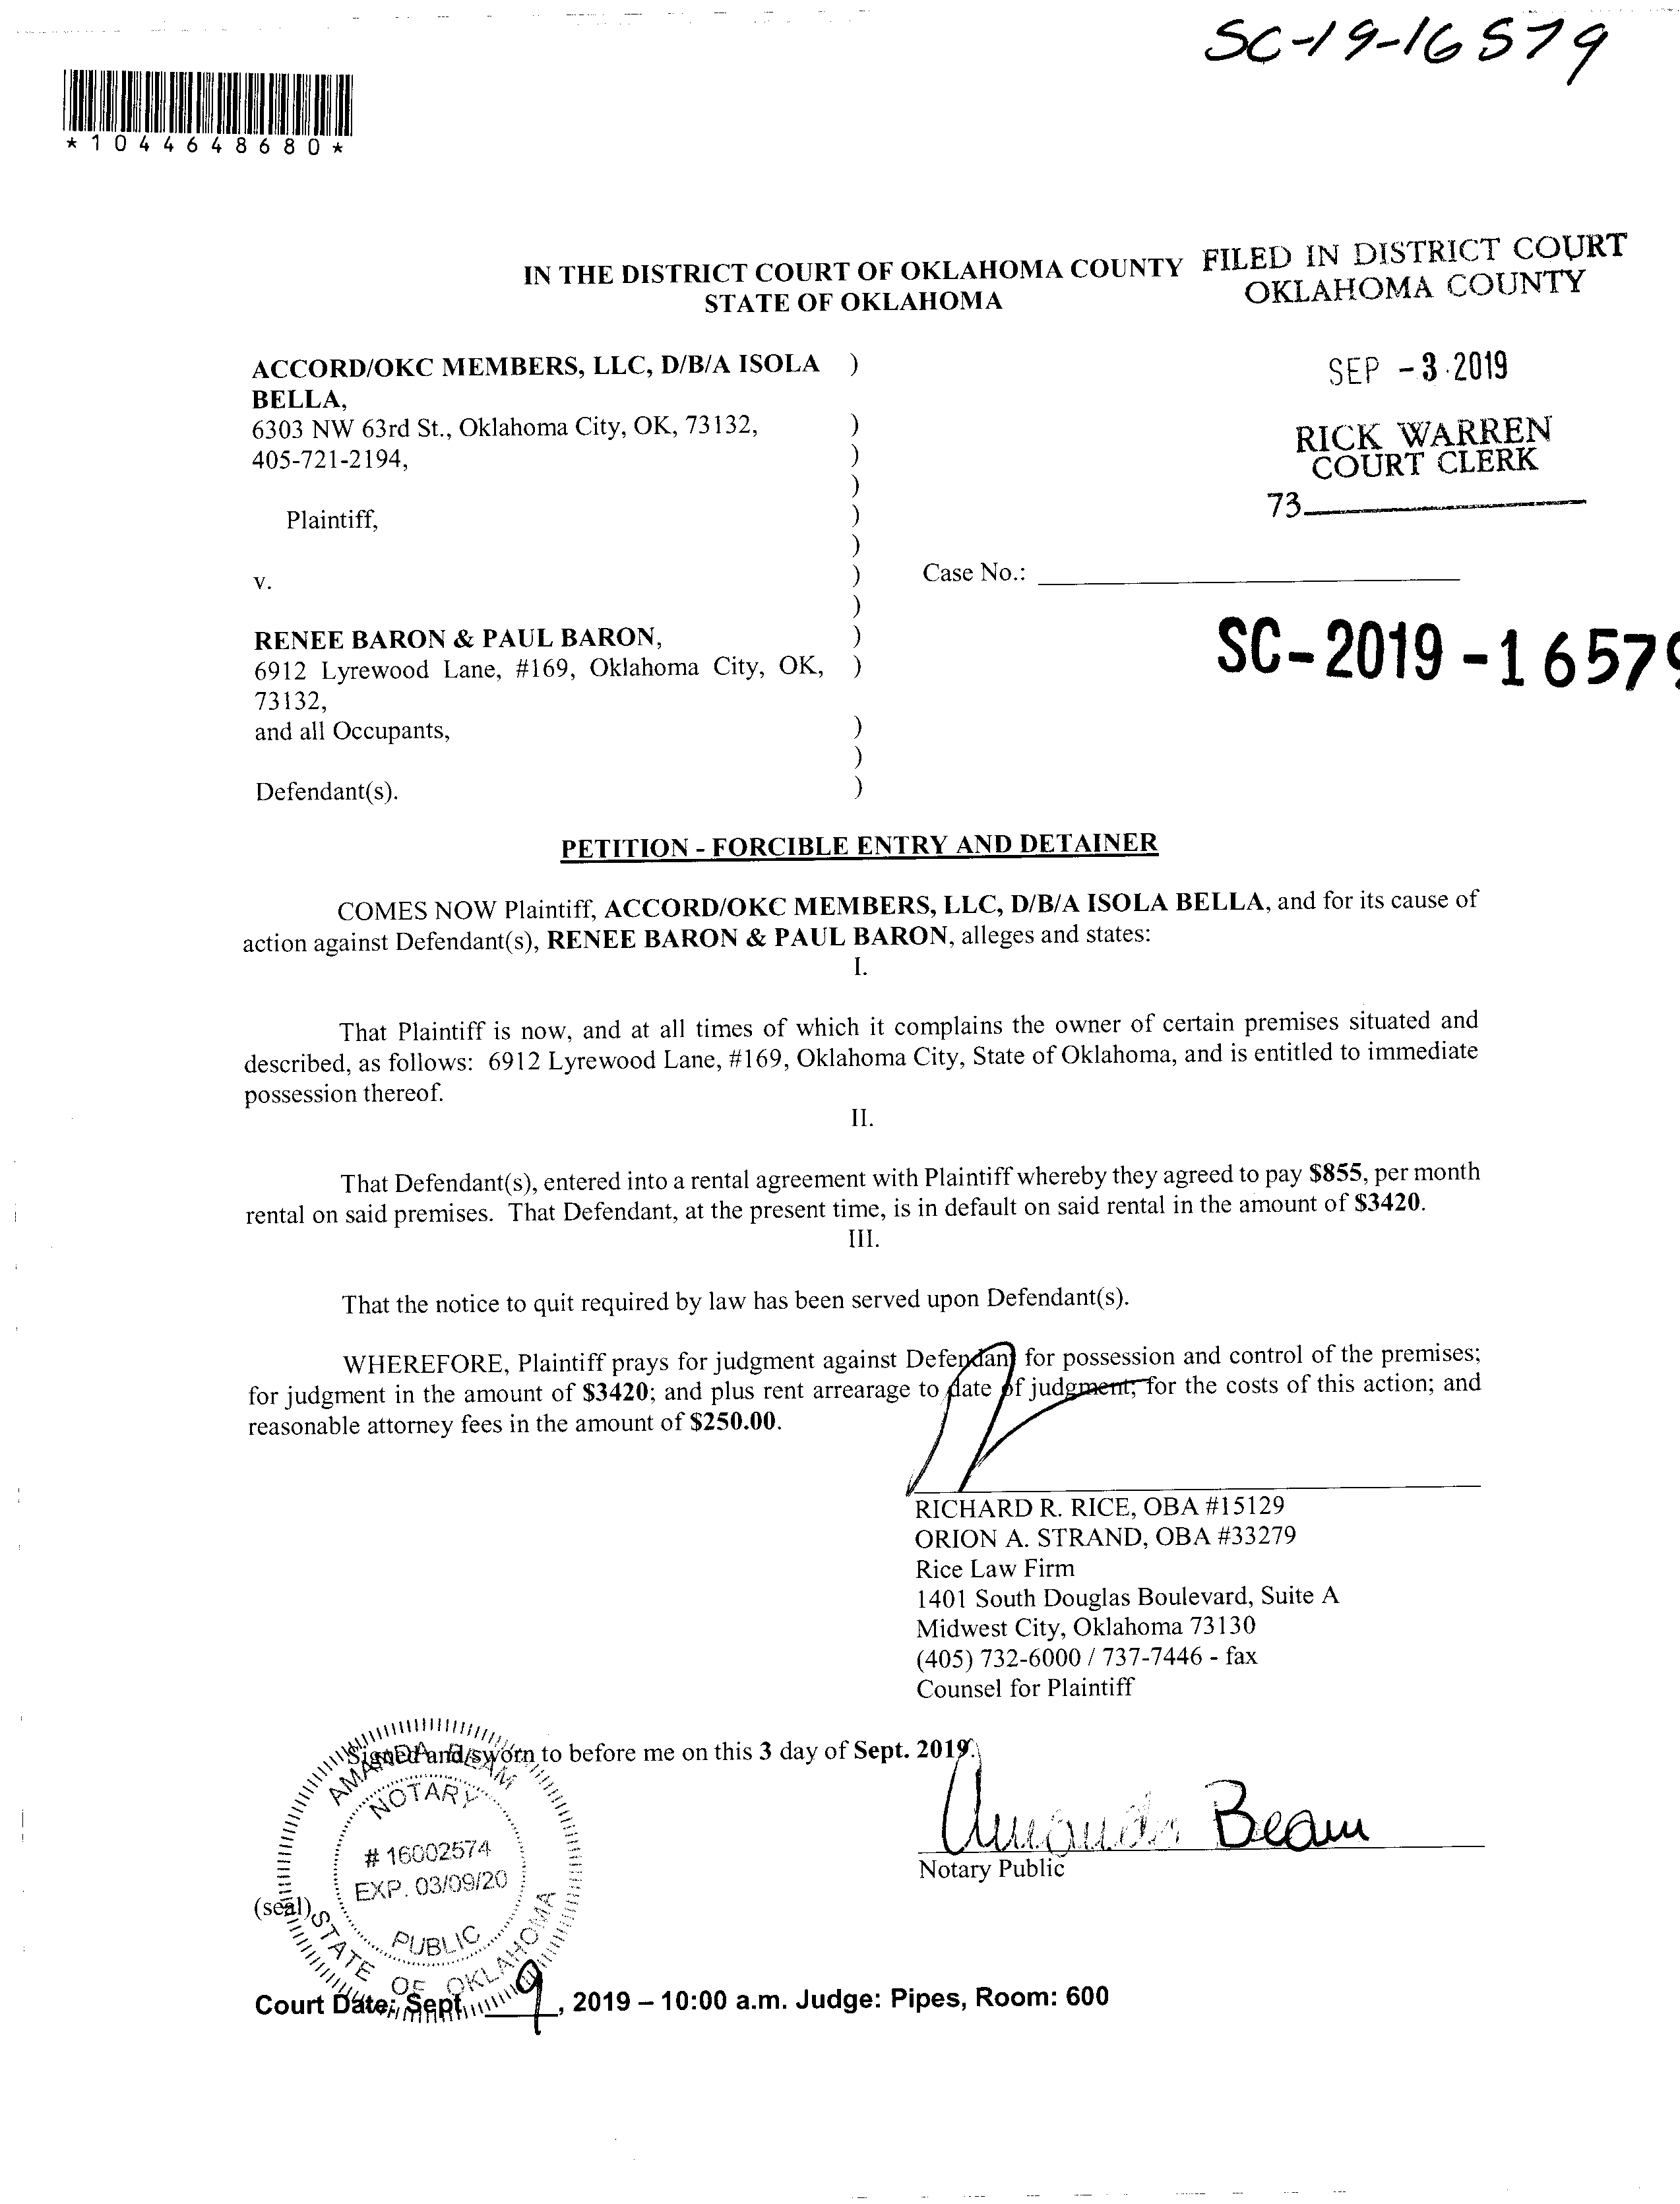 SC-19-16579
*1044648680*
IN THE DISTRICT COURT OF OKLAHOMA COUNTY
STATE OF OKLAHOMA
FILED IN DISTRICT COURT
OKLAHOMA COUNTY
SEP -3 2019
RICK WARREN
COURT CLERK
73
ACCORD/OKC MEMBERS, LLC, D/B/A ISOLA )
BELLA,
6303 NW 63rd St., Oklahoma City, OK, 73132, )
405-721-2194, )
)
Plaintiff, )
)
v. )
Case No.:
)
RENEE BARON & PAUL BARON, )
6912 Lyrewood Lane, #169, Oklahoma City, OK, )
73132,
and all Occupants, )
)
Defendant(s). )
SC-2019-16579
PETITION - FORCIBLE ENTRY AND DETAINER
COMES NOW Plaintiff, ACCORD/OKC MEMBERS, LLC, D/B/A ISOLA BELLA, and for its cause of
action against Defendant(s), RENEE BARON & PAUL BARON, alleges and states:
I.
That Plaintiff is now, and at all times of which it complains the owner of certain premises situated and
described, as follows: 6912 Lyrewood Lane, #169, Oklahoma City, State of Oklahoma, and is entitled to immediate
possession thereof.
II.
That Defendant(s), entered into a rental agreement with Plaintiff whereby they agreed to pay $855, per month
rental on said premises. That Defendant, at the present time, is in default on said rental in the amount of $3420.
III.
That the notice to quit required by law has been served upon Defendant(s).
WHEREFORE, Plaintiff prays for judgment against Defendant for possession and control of the premises;
for judgment in the amount of $3420; and plus rent arrearage to date of judgment; for the costs of this action; and
reasonable attorney fees in the amount of $250.00.
RICHARD R. RICE, OBA #15129
ORION A. STRAND, OBA #33279
Rice Law Firm
1401 South Douglas Boulevard, Suite A
Midwest City, Oklahoma 73130
(405) 732-6000 / 737-7446 - fax
Counsel for Plaintiff
Signed and sworn to before me on this 3 day of Sept. 2019.
Amanda Beam
Notary Public
(seal)
AMANDA BEAM
NOTARY
# 16002574
EXP. 03/09/20
PUBLIC
STATE OF OKLAHOMA
Court Date: Sept 9, 2019 – 10:00 a.m. Judge: Pipes, Room: 600